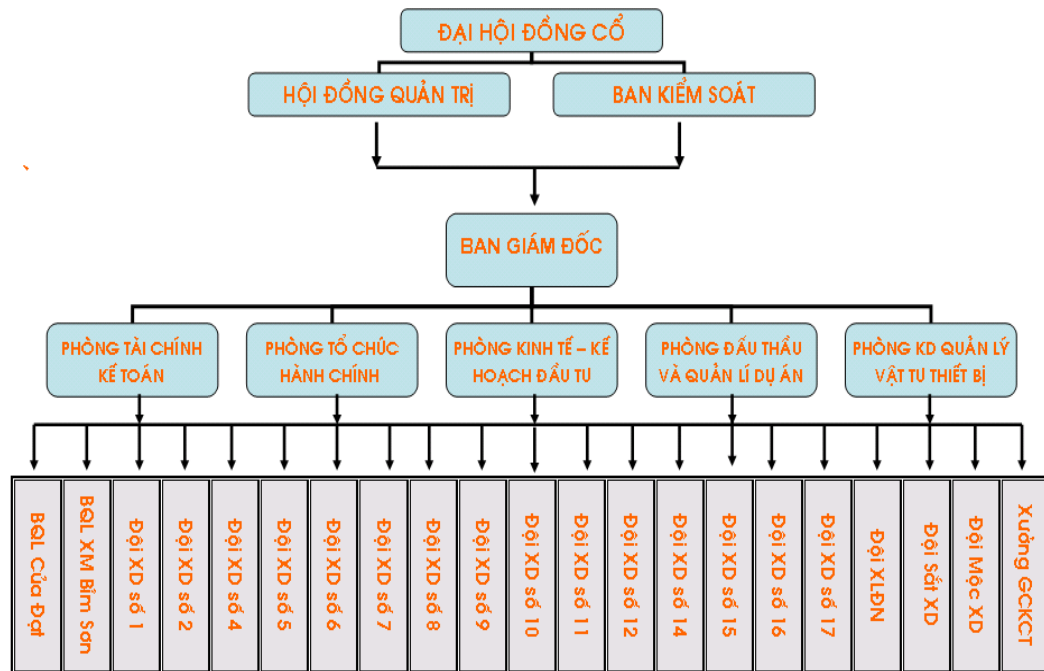 ĐẠI HỘI ĐỒNG CỔ
HỘI ĐỒNG QUẢN TRỊ
BAN KIỂM SOÁT
BAN GIÁM ĐỐC
PHÒNG TÀI CHÍNH
KẾ TOÁN
PHÒNG TỔ CHỨC
HÀNH CHÍNH
PHÒNG KINH TẾ – KẾ
HOẠCH ĐẦU TƯ
PHÒNG ĐẤU THẦU
VÀ QUẢN LÍ DỰ ÁN
PHÒNG KD QUẢN LÝ
VẬT TƯ THIẾT BỊ
BQL Của Đạt
BQL XM Bỉm Sơn
Đội XD số 1
Đội XD số 2
Đội XD số 4
Đội XD số 5
Đội XD số 6
Đội XD số 7
Đội XD số 8
Đội XD số 9
Đội XD số 10
Đội XD số 11
Đội XD số 12
Đội XD số 14
Đội XD số 15
Đội XD số 16
Đội XD số 17
Đội XLĐN
Đội Sắt XD
Đội Mộc XD
Xưởng GCKCT